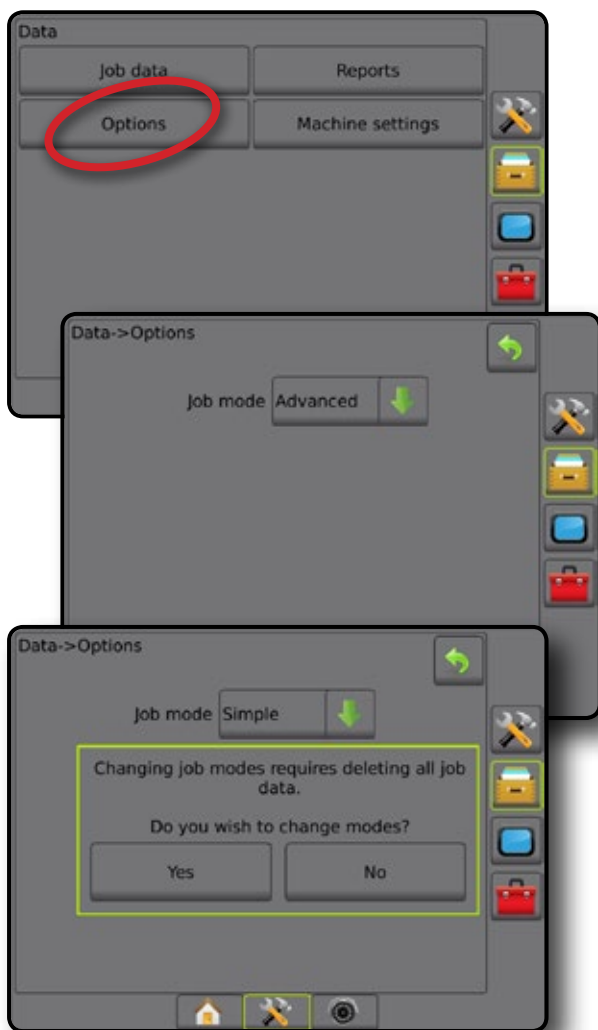 Data
Job data Reports
Options Machine settings
Data->Options
Job mode Advanced
Data->Options
Job mode Simple
Changing job modes requires deleting all job
data.
Do you wish to change modes?
Yes No